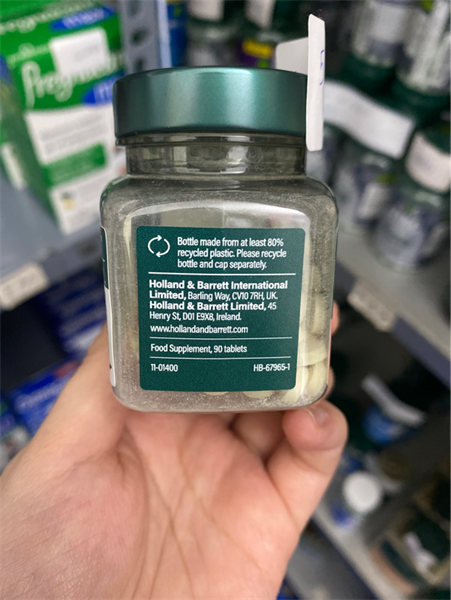 Pregnacare
Bottle made from at least 80%
recycled plastic. Please recycle
bottle and cap separately.
Holland & Barrett International
Limited, Barling Way, CV10 7RH, UK.
Holland & Barrett Limited, 45
Henry St, D01 E9X8, Ireland.
www.hollandandbarrett.com
Food Supplement, 90 tablets
11-01400 HB-67965-1